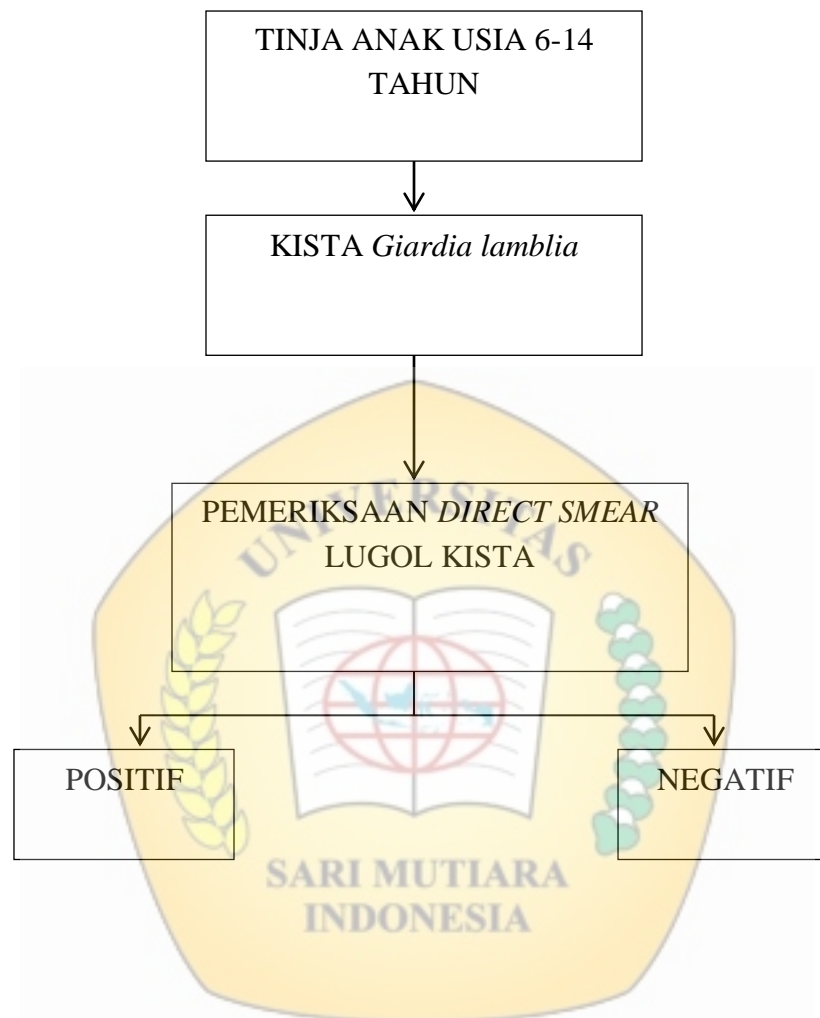 TINJA ANAK USIA 6-14
TAHUN
KISTA Giardia lamblia
UNIVERSITAS
PEMERIKSAAN DIRECT SMEAR
LUGOL KISTA
POSITIF
NEGATIF
SARI MUTIARA
INDONESIA